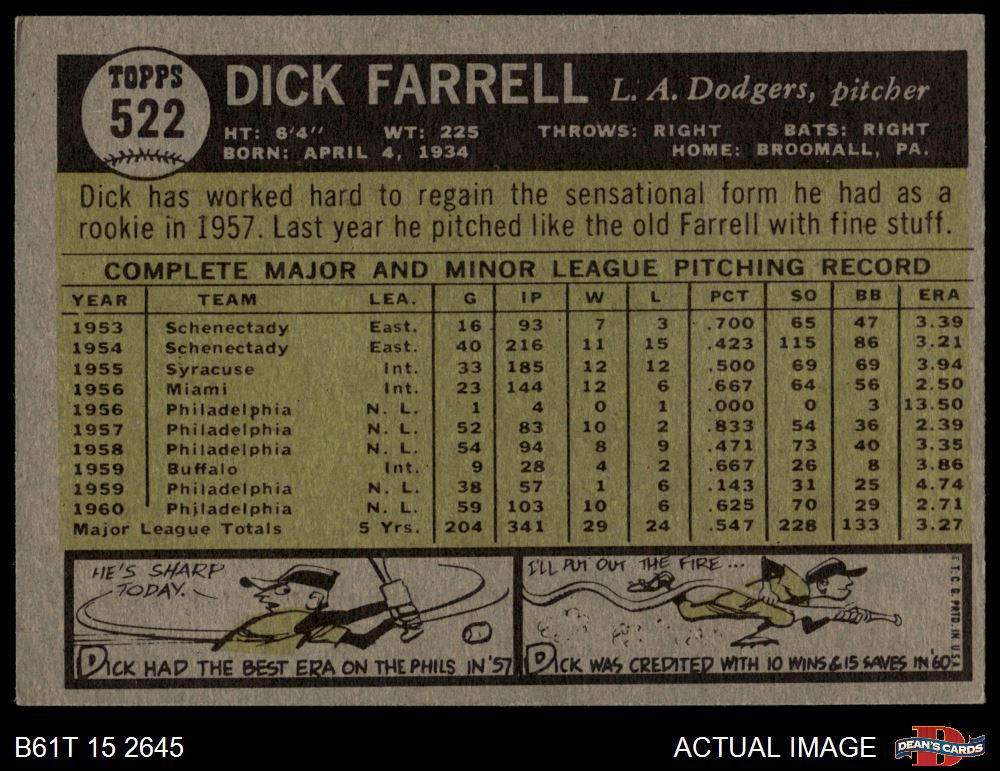 TOPPS
522
DICK FARRELL L. A. Dodgers, pitcher
HT: 6'4" WT: 225 THROWS: RIGHT BATS: RIGHT
BORN: APRIL 4, 1934 HOME: BROOMALL, PA.
Dick has worked hard to regain the sensational form he had as a
rookie in 1957. Last year he pitched like the old Farrell with fine stuff.
COMPLETE MAJOR AND MINOR LEAGUE PITCHING RECORD
YEAR TEAM LEA. G IP W L PCT SO BB ERA
1953 Schenectady East. 16 93 7 3 .700 65 47 3.39
1954 Schenectady East. 40 216 11 15 .423 115 86 3.21
1955 Syracuse Int. 33 185 12 12 .500 69 69 3.94
1956 Miami Int. 23 144 12 6 .667 64 56 2.50
1956 Philadelphia N. L. 1 4 0 1 .000 0 3 13.50
1957 Philadelphia N. L. 52 83 10 2 .833 54 36 2.39
1958 Philadelphia N. L. 54 94 8 9 .471 73 40 3.35
1959 Buffalo Int. 9 28 4 2 .667 26 8 3.86
1959 Philadelphia N. L. 38 57 1 6 .143 31 25 4.74
1960 Philadelphia N. L. 59 103 10 6 .625 70 29 2.71
Major League Totals 5 Yrs. 204 341 29 24 .547 228 133 3.27
HE'S SHARP
TODAY.
DICK HAD THE BEST ERA ON THE PHILS IN '57
I'LL PUT OUT THE FIRE...
DICK WAS CREDITED WITH 10 WINS & 15 SAVES IN '60
© T. C. G. PRTD. IN U.S.A.
B61T 15 2645
ACTUAL IMAGE
DEAN'S CARDS